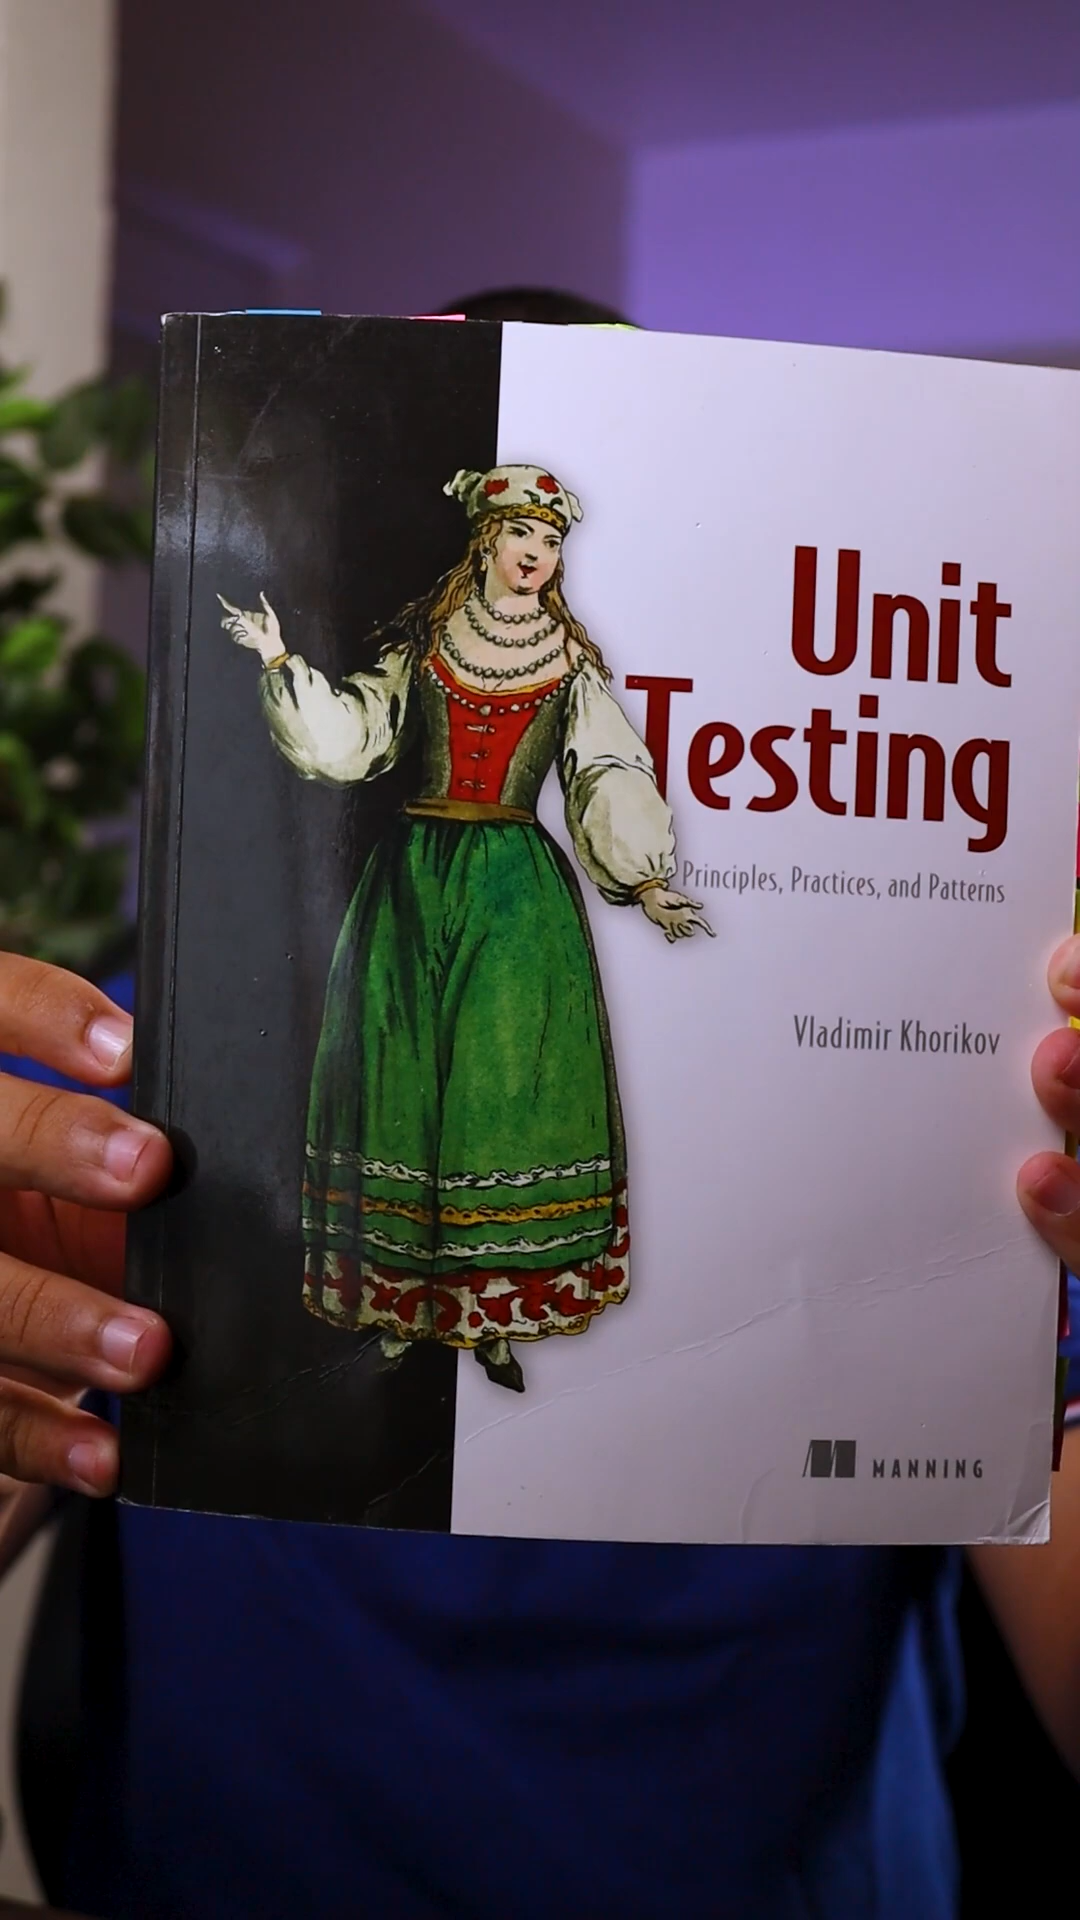 Unit
Testing
Principles, Practices, and Patterns
Vladimir Khorikov
MANNING